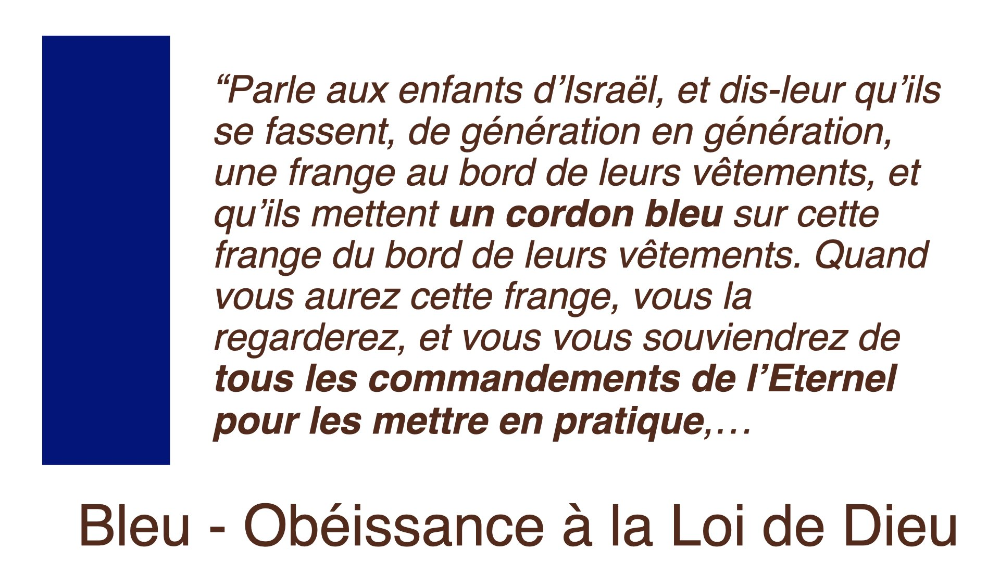 “Parle aux enfants d’Israël, et dis-leur qu’ils
se fassent, de génération en génération,
une frange au bord de leurs vêtements, et
qu’ils mettent un cordon bleu sur cette
frange du bord de leurs vêtements. Quand
vous aurez cette frange, vous la
regarderez, et vous vous souviendrez de
tous les commandements de l’Eternel
pour les mettre en pratique,…
Bleu - Obéissance à la Loi de Dieu